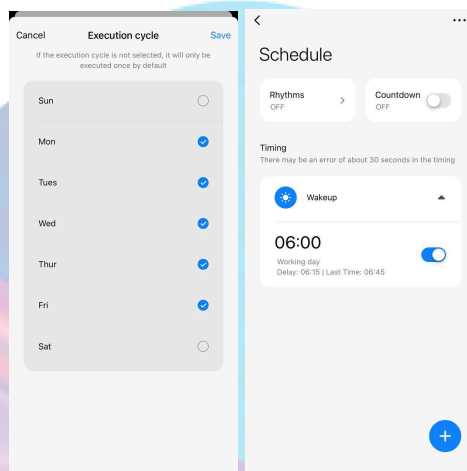 Cancel Execution cycle Save
If the execution cycle is not selected, it will only be
executed once by default
Sun
Mon
Tues
Wed
Thur
Fri
Sat
Schedule
Rhythms
OFF
Countdown
OFF
Timing
There may be an error of about 30 seconds in the timing
Wakeup
06:00
Working day
Delay: 06:15 | Last Time: 06:45